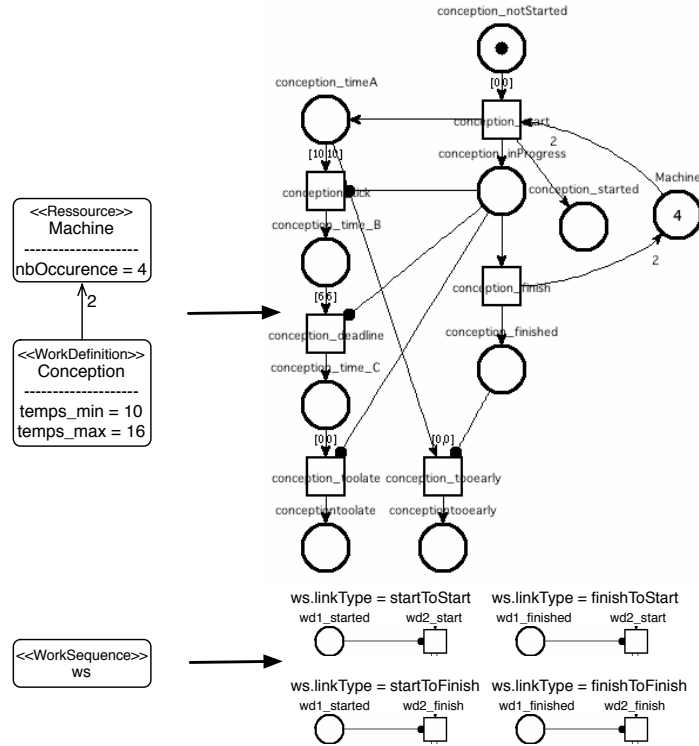 conception_notStarted
[0,0]
conception_timeA
conception_start
2
[10,10]
conception_inProgress
Machine
conception_started
4
<<Ressource>>
Machine
---------------------
nbOccurence = 4
2
conception_time_B
conception_finish
2
[6,6]
conception_deadline
conception_finished
<<WorkDefinition>>
Conception
---------------------
temps_min = 10
temps_max = 16
conception_time_C
[0,0]
[0,0]
conception_toolate
conception_tooearly
conceptiontoolate
conceptiontooearly
ws.linkType = startToStart
ws.linkType = finishToStart
wd1_started
wd2_start
wd1_finished
wd2_start
<<WorkSequence>>
ws
ws.linkType = startToFinish
ws.linkType = finishToFinish
wd1_started
wd2_finish
wd1_finished
wd2_finish